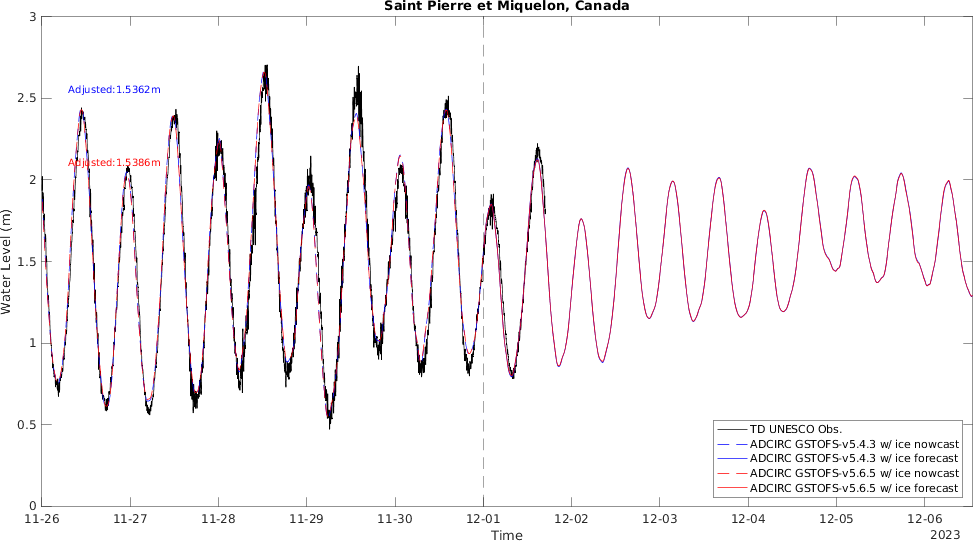 Saint Pierre et Miquelon, Canada
3
2.5
2
1.5
1
0.5
0
Water Level (m)
Adjusted:1.5362m
Adjusted:1.5386m
TD UNESCO Obs.
ADCIRC GSTOFS-v5.4.3 w/ ice nowcast
ADCIRC GSTOFS-v5.4.3 w/ ice forecast
ADCIRC GSTOFS-v5.6.5 w/ ice nowcast
ADCIRC GSTOFS-v5.6.5 w/ ice forecast
11-26 11-27 11-28 11-29 11-30 12-01 12-02 12-03 12-04 12-05 12-06
Time
2023